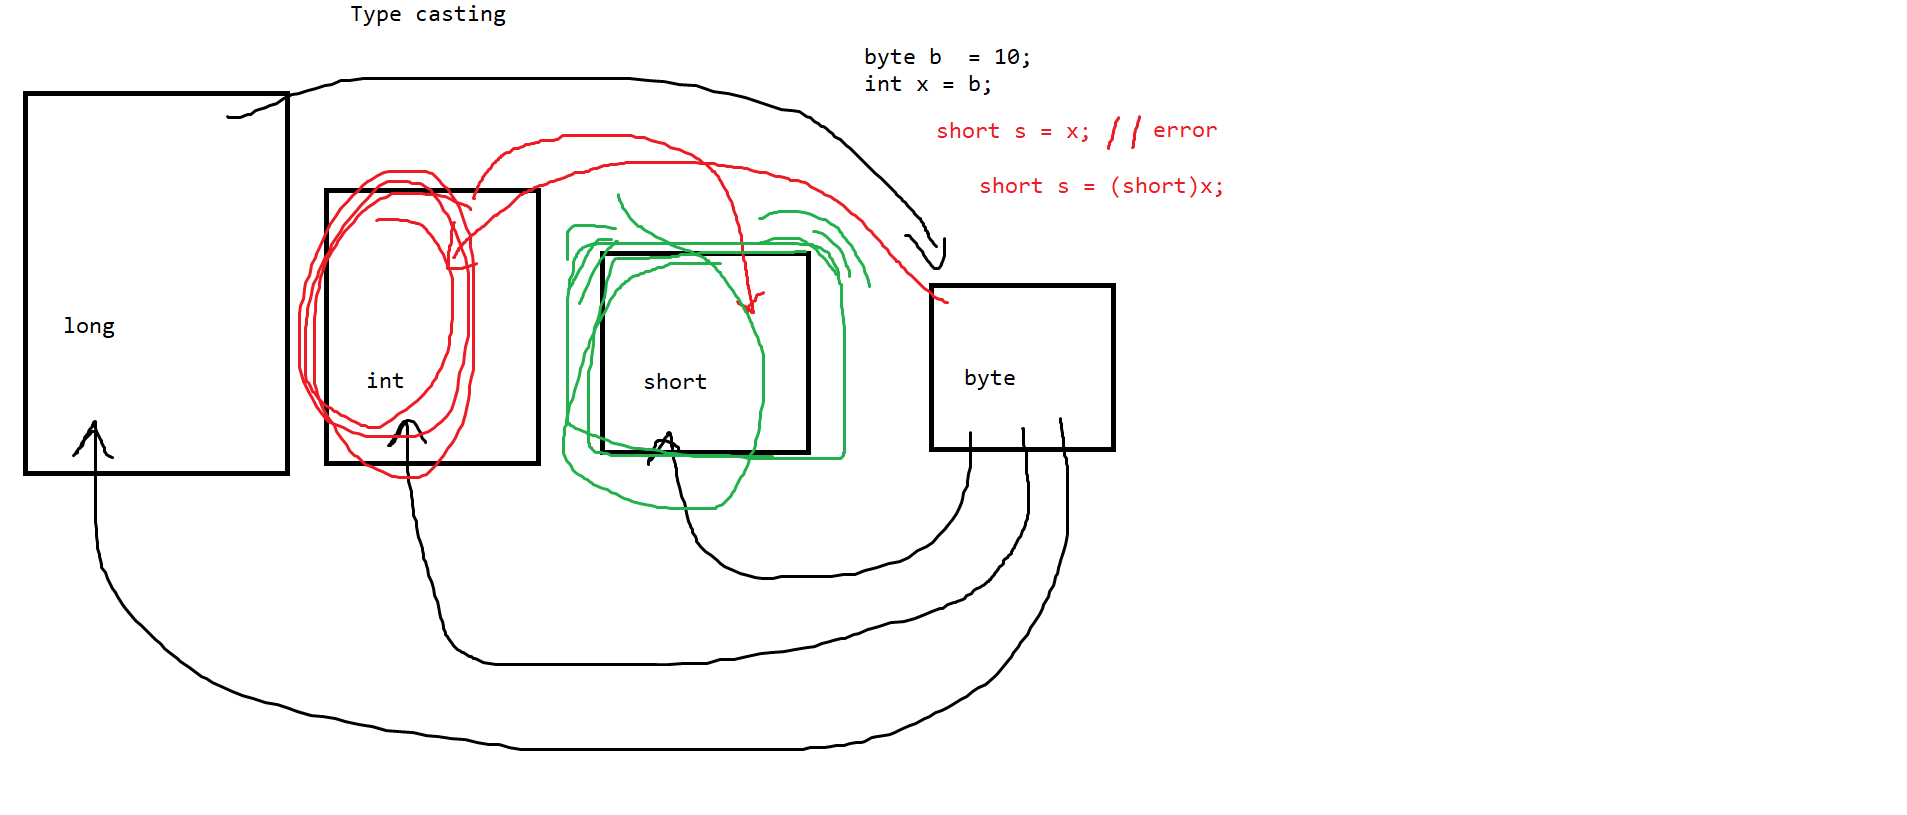 Type casting
byte b  = 10;
int x = b;
short s = x; // error
short s = (short)x;
long
int
short
byte